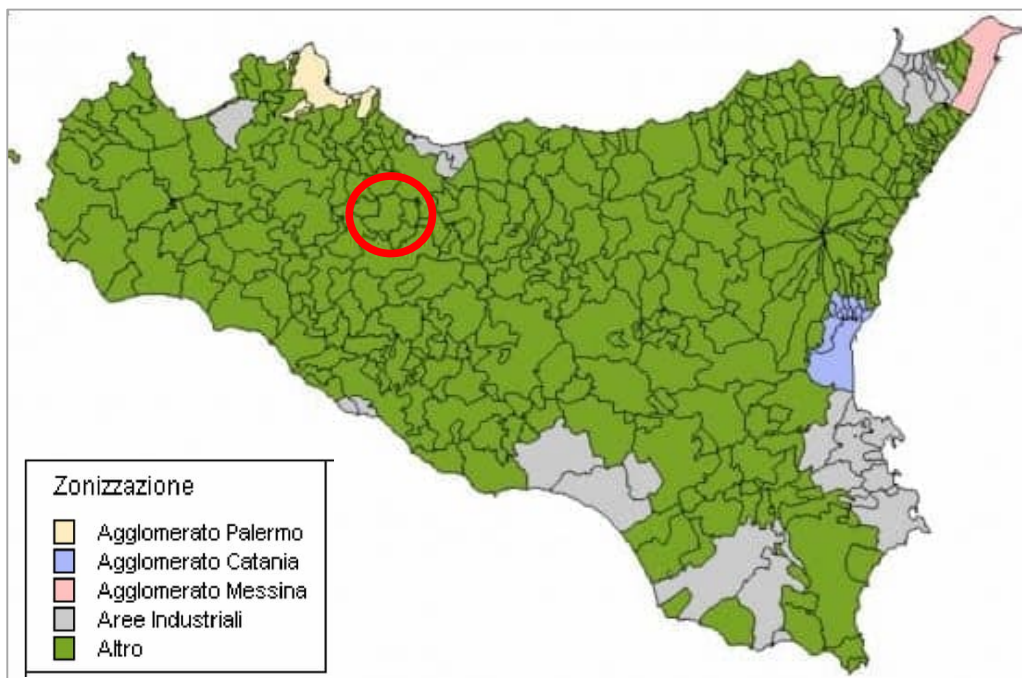 Zonizzazione
Agglomerato Palermo
Agglomerato Catania
Agglomerato Messina
Aree Industriali
Altro